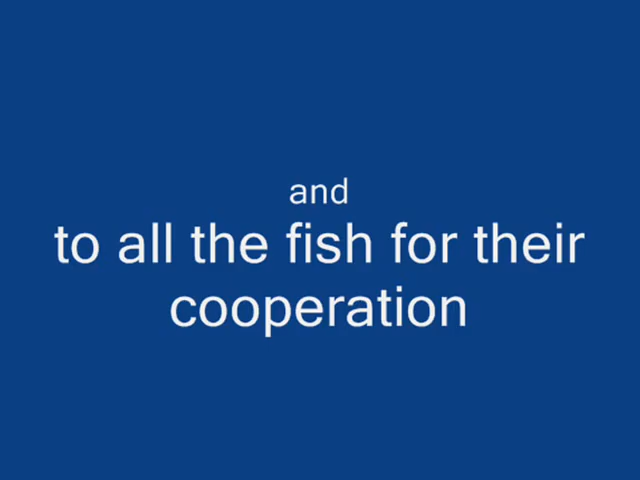 and
to all the fish for their
cooperation